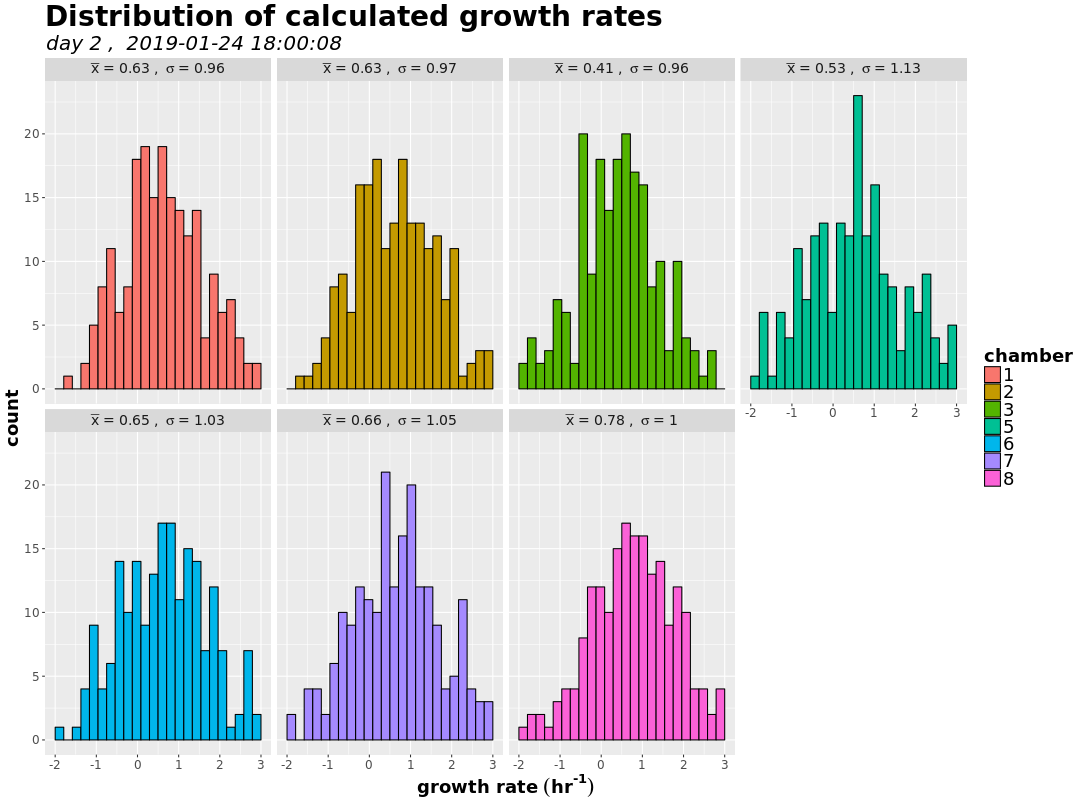 Distribution of calculated growth rates
day 2 , 2019-01-24 18:00:08
x̅ = 0.63 , σ = 0.96
x̅ = 0.63 , σ = 0.97
x̅ = 0.41 , σ = 0.96
x̅ = 0.53 , σ = 1.13
20
15
10
5
0
-2 -1 0 1 2 3
x̅ = 0.65 , σ = 1.03
x̅ = 0.66 , σ = 1.05
x̅ = 0.78 , σ = 1
20
15
10
5
0
-2 -1 0 1 2 3
-2 -1 0 1 2 3
-2 -1 0 1 2 3
count
growth rate (hr⁻¹)
chamber
1
2
3
5
6
7
8